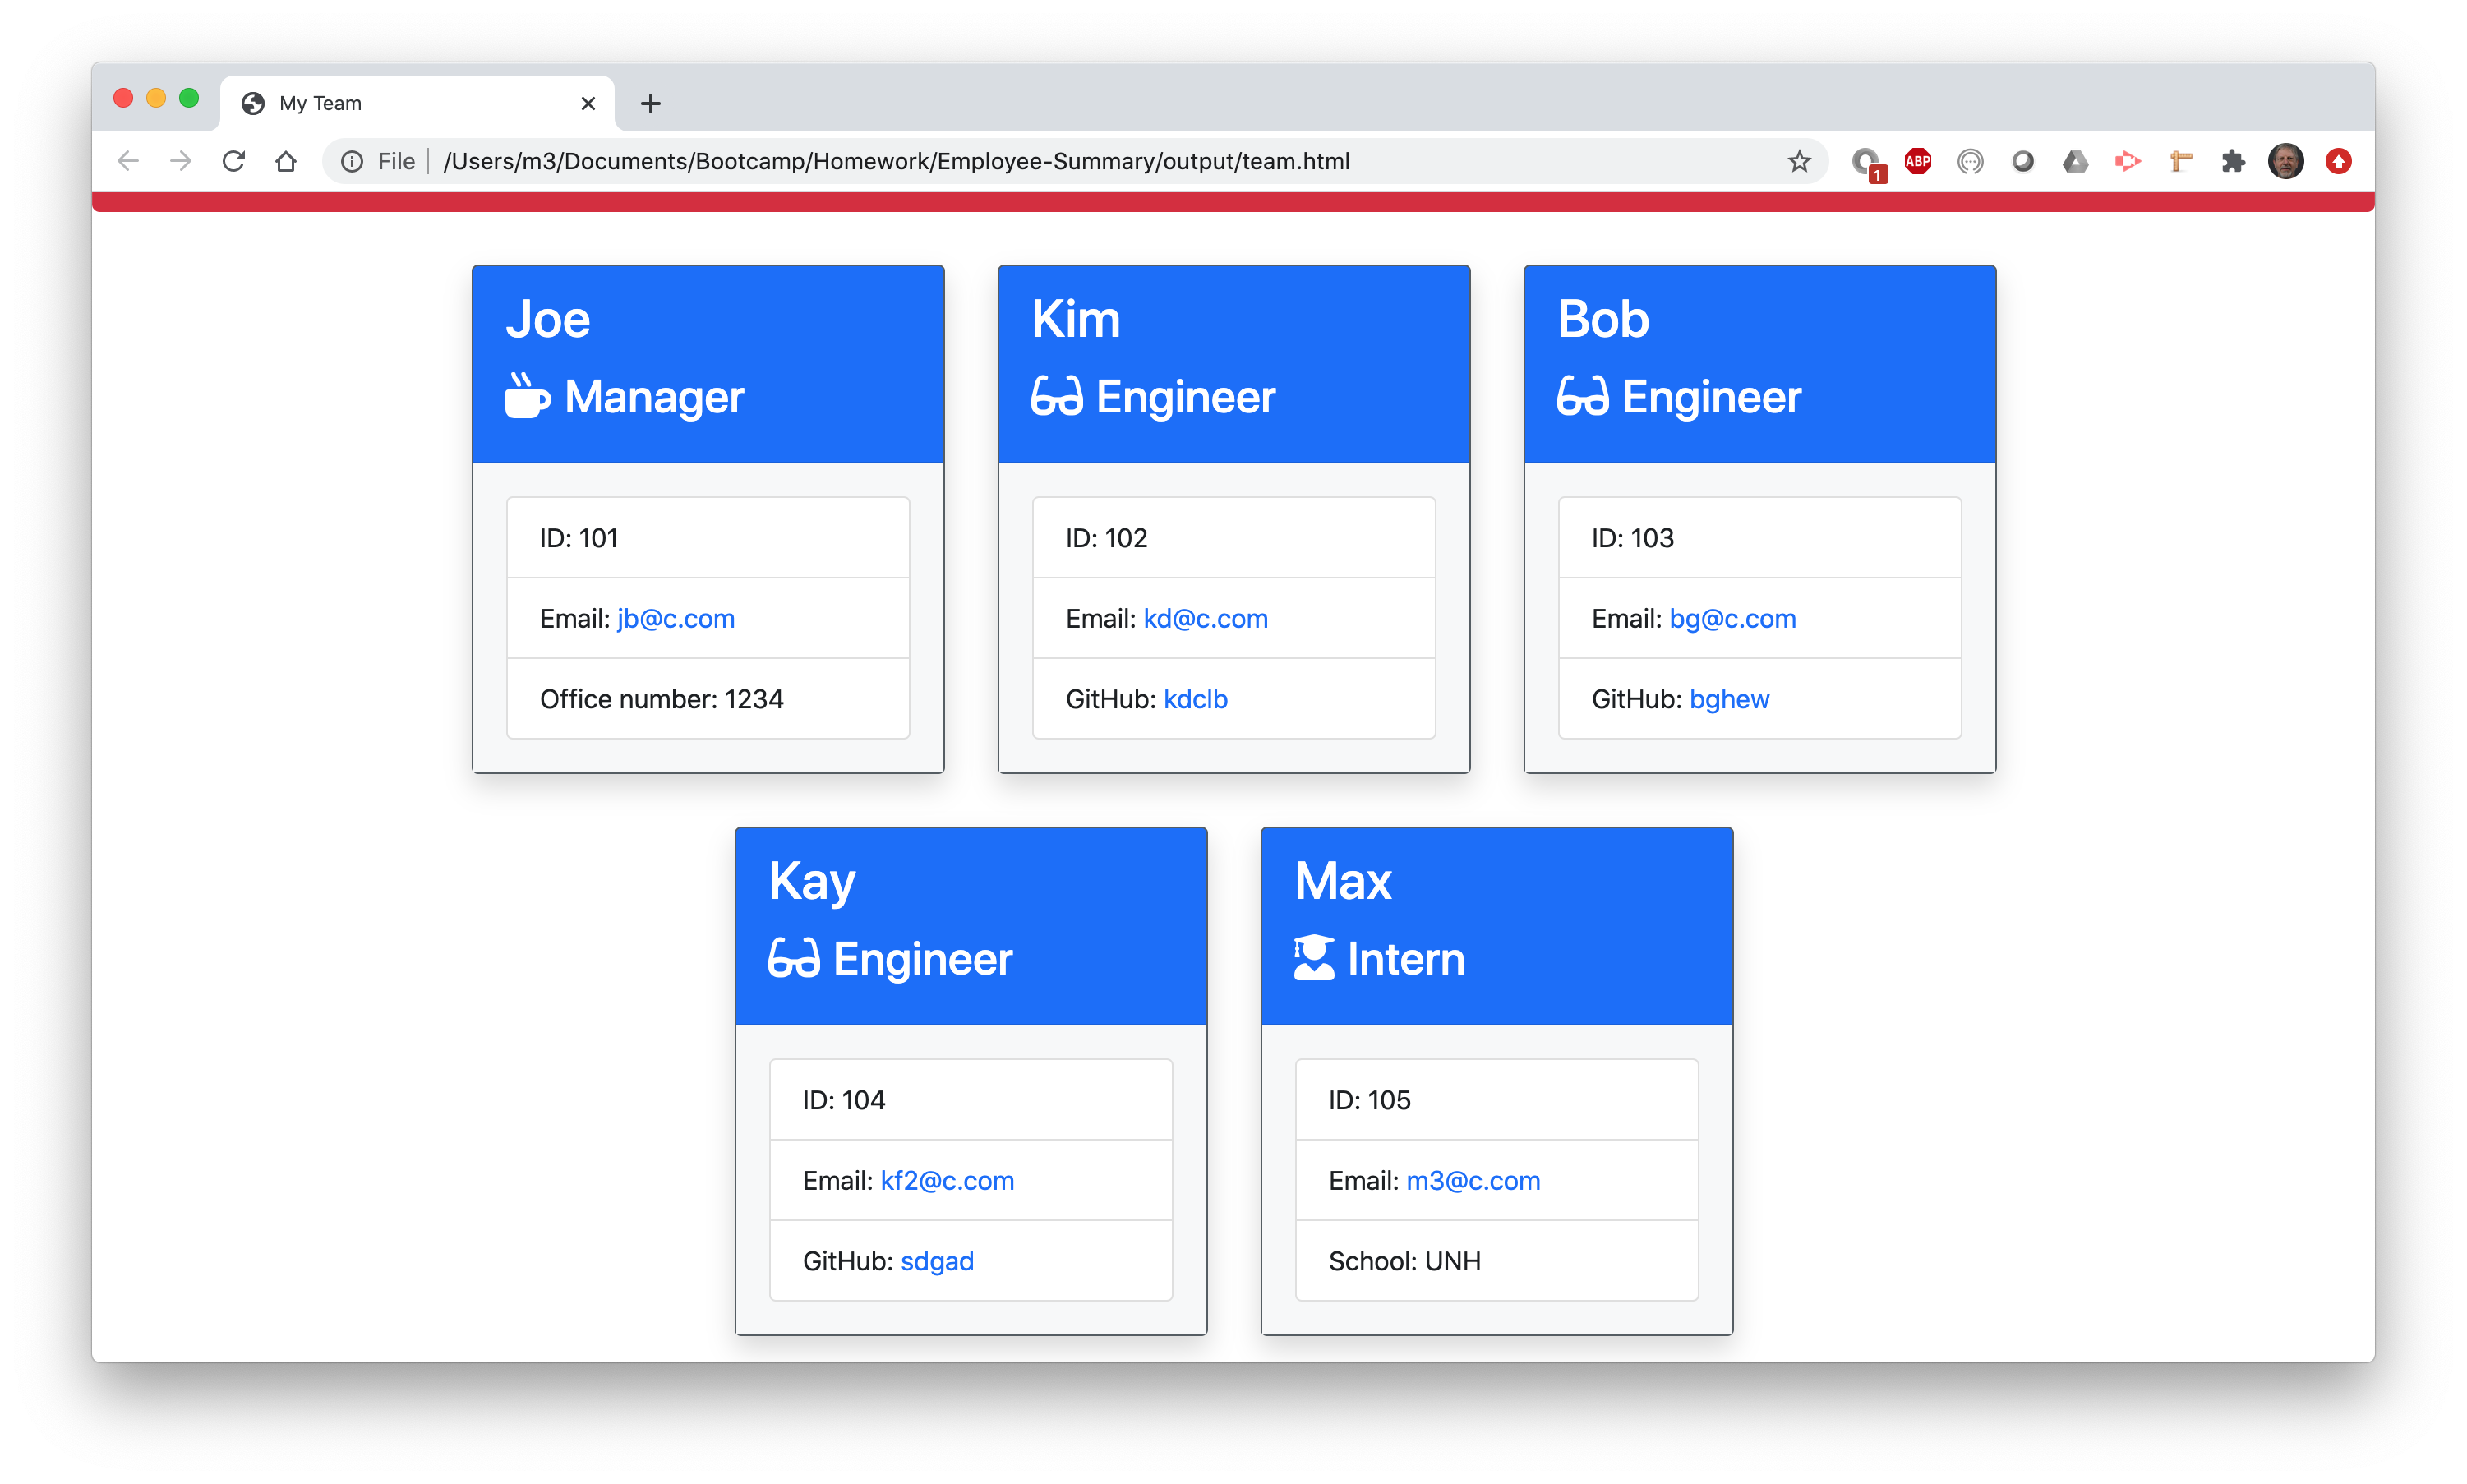 My Team
File /Users/m3/Documents/Bootcamp/Homework/Employee-Summary/output/team.html
1
ABP
Joe
Manager
ID: 101
Email: jb@c.com
Office number: 1234
Kim
Engineer
ID: 102
Email: kd@c.com
GitHub: kdclb
Bob
Engineer
ID: 103
Email: bg@c.com
GitHub: bghew
Kay
Engineer
ID: 104
Email: kf2@c.com
GitHub: sdgad
Max
Intern
ID: 105
Email: m3@c.com
School: UNH